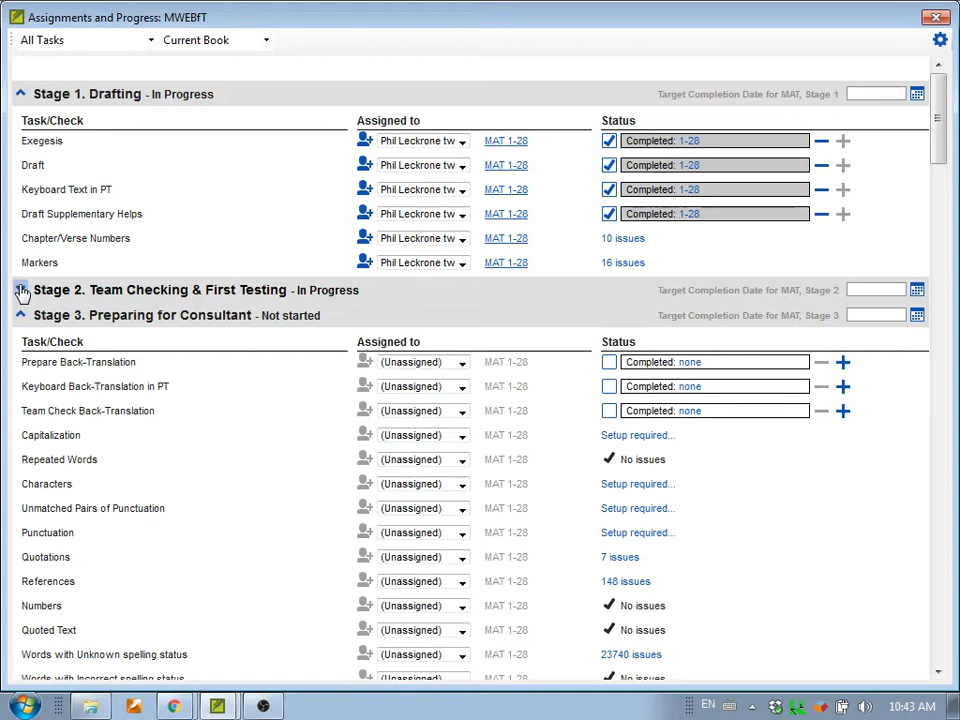 Assignments and Progress: MWEBfT
All Tasks Current Book
Stage 1. Drafting - In Progress Target Completion Date for MAT, Stage 1
Task/Check Assigned to Status
Exegesis Phil Leckrone tw MAT 1-28 Completed: 1-28
Draft Phil Leckrone tw MAT 1-28 Completed: 1-28
Keyboard Text in PT Phil Leckrone tw MAT 1-28 Completed: 1-28
Draft Supplementary Helps Phil Leckrone tw MAT 1-28 Completed: 1-28
Chapter/Verse Numbers Phil Leckrone tw MAT 1-28 10 issues
Markers Phil Leckrone tw MAT 1-28 16 issues
Stage 2. Team Checking & First Testing - In Progress Target Completion Date for MAT, Stage 2
Stage 3. Preparing for Consultant - Not started Target Completion Date for MAT, Stage 3
Task/Check Assigned to Status
Prepare Back-Translation (Unassigned) MAT 1-28 Completed: none
Keyboard Back-Translation in PT (Unassigned) MAT 1-28 Completed: none
Team Check Back-Translation (Unassigned) MAT 1-28 Completed: none
Capitalization (Unassigned) MAT 1-28 Setup required...
Repeated Words (Unassigned) MAT 1-28 No issues
Characters (Unassigned) MAT 1-28 Setup required...
Unmatched Pairs of Punctuation (Unassigned) MAT 1-28 Setup required...
Punctuation (Unassigned) MAT 1-28 Setup required...
Quotations (Unassigned) MAT 1-28 7 issues
References (Unassigned) MAT 1-28 148 issues
Numbers (Unassigned) MAT 1-28 No issues
Quoted Text (Unassigned) MAT 1-28 No issues
Words with Unknown spelling status (Unassigned) MAT 1-28 23740 issues
Words with Incorrect spelling status (Unassigned) MAT 1-28 No issues
EN 10:43 AM